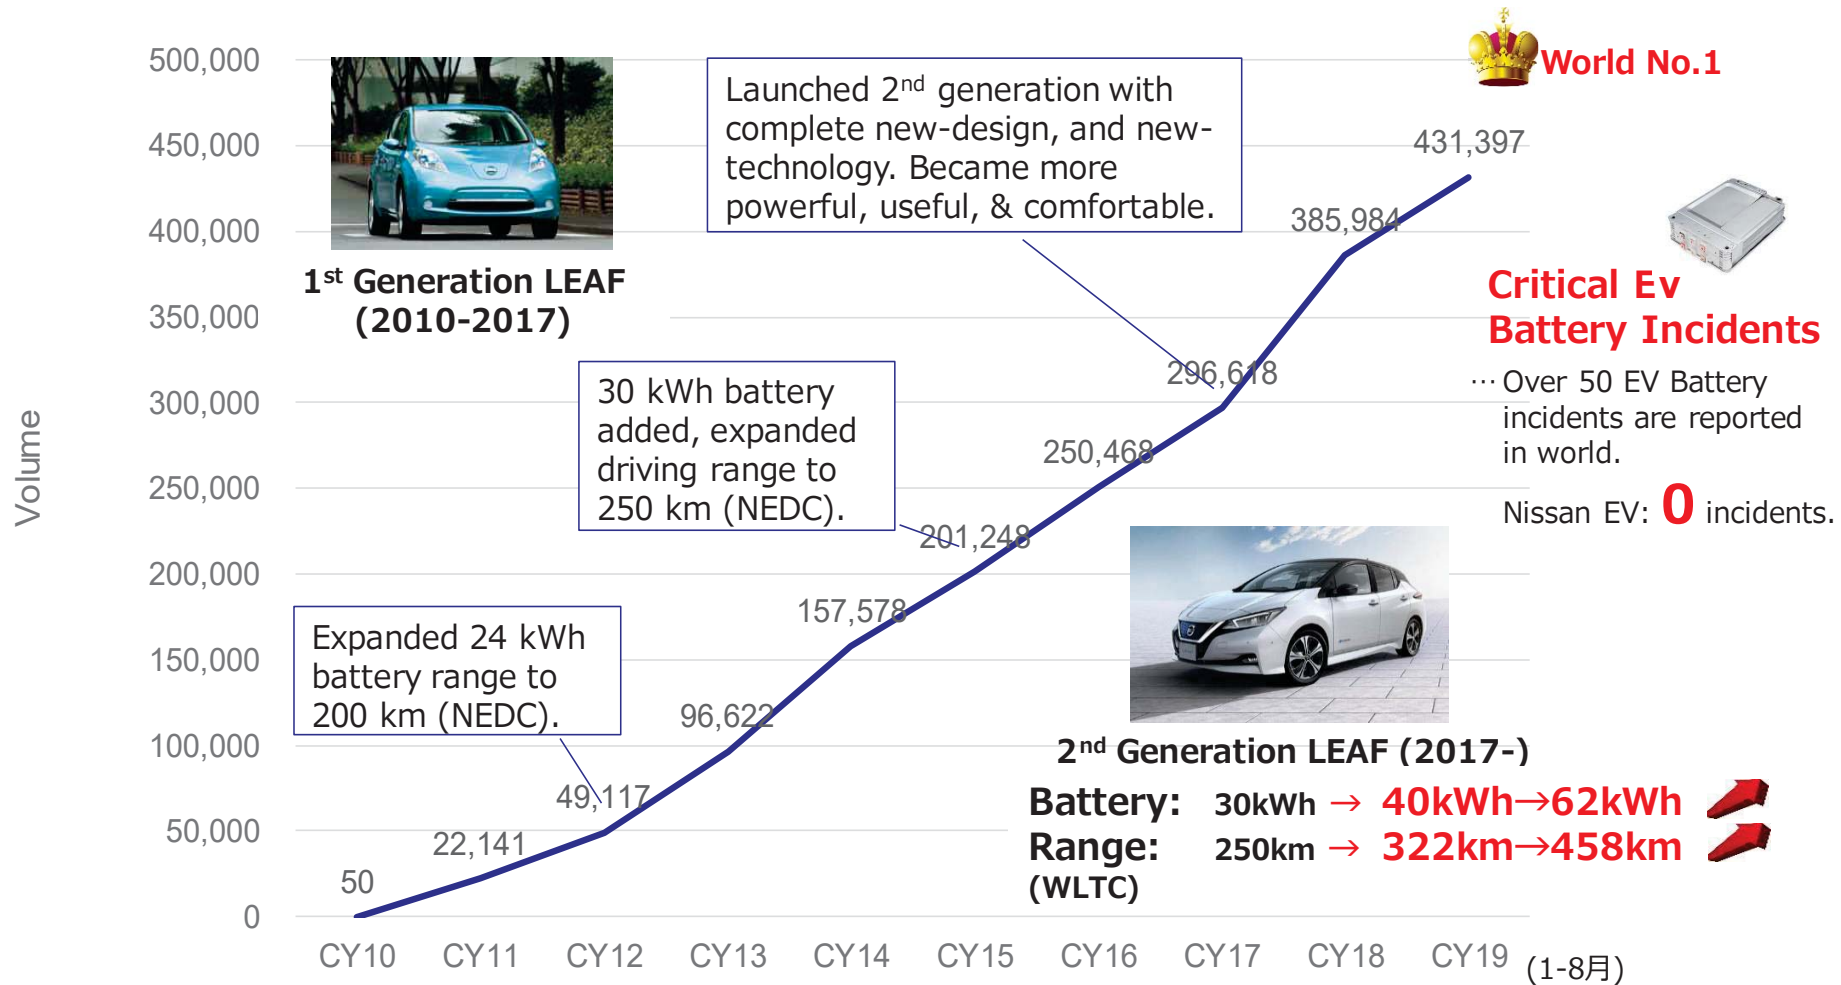 World No.1
500,000
450,000
400,000
350,000
300,000
250,000
200,000
150,000
100,000
50,000
0
Volume
1st Generation LEAF
(2010-2017)
Launched 2nd generation with
complete new-design, and new-
technology. Became more
powerful, useful, & comfortable.
30 kWh battery
added, expanded
driving range to
250 km (NEDC).
Expanded 24 kWh
battery range to
200 km (NEDC).
50
22,141
49,117
96,622
157,578
201,248
250,468
296,618
385,984
431,397
Critical Ev
Battery Incidents
… Over 50 EV Battery
incidents are reported
in world.
Nissan EV: 0 incidents.
2nd Generation LEAF (2017-)
Battery: 30kWh → 40kWh→62kWh
Range: 250km → 322km→458km
(WLTC)
CY10 CY11 CY12 CY13 CY14 CY15 CY16 CY17 CY18 CY19 (1-8月)